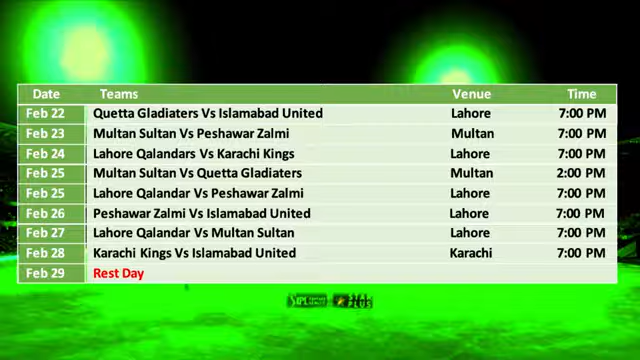 Date Teams Venue Time
Feb 22 Quetta Gladiaters Vs Islamabad United Lahore 7:00 PM
Feb 23 Multan Sultan Vs Peshawar Zalmi Multan 7:00 PM
Feb 24 Lahore Qalandars Vs Karachi Kings Lahore 7:00 PM
Feb 25 Multan Sultan Vs Quetta Gladiaters Multan 2:00 PM
Feb 25 Lahore Qalandar Vs Peshawar Zalmi Lahore 7:00 PM
Feb 26 Peshawar Zalmi Vs Islamabad United Lahore 7:00 PM
Feb 27 Lahore Qalandar Vs Multan Sultan Lahore 7:00 PM
Feb 28 Karachi Kings Vs Islamabad United Karachi 7:00 PM
Feb 29 Rest Day
PLUS